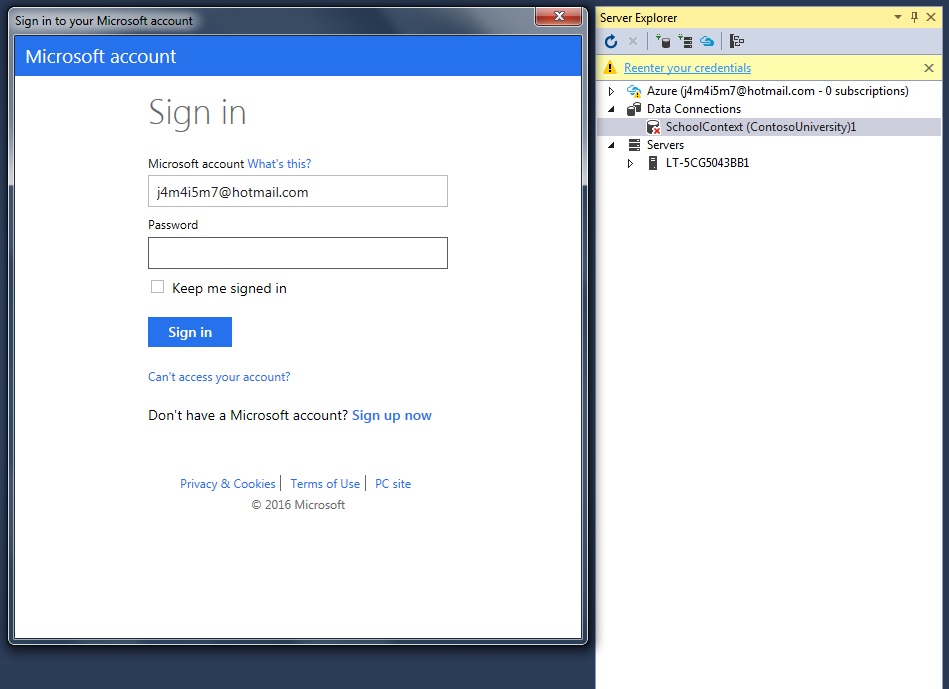 Sign in to your Microsoft account
Microsoft account
Sign in
Microsoft account What's this?
j4m4i5m7@hotmail.com
Password
Keep me signed in
Sign in
Can't access your account?
Don't have a Microsoft account? Sign up now
Privacy & Cookies Terms of Use PC site
© 2016 Microsoft
Server Explorer
Reenter your credentials
Azure (j4m4i5m7@hotmail.com - 0 subscriptions)
Data Connections
SchoolContext (ContosoUniversity)1
Servers
LT-5CG5043BB1